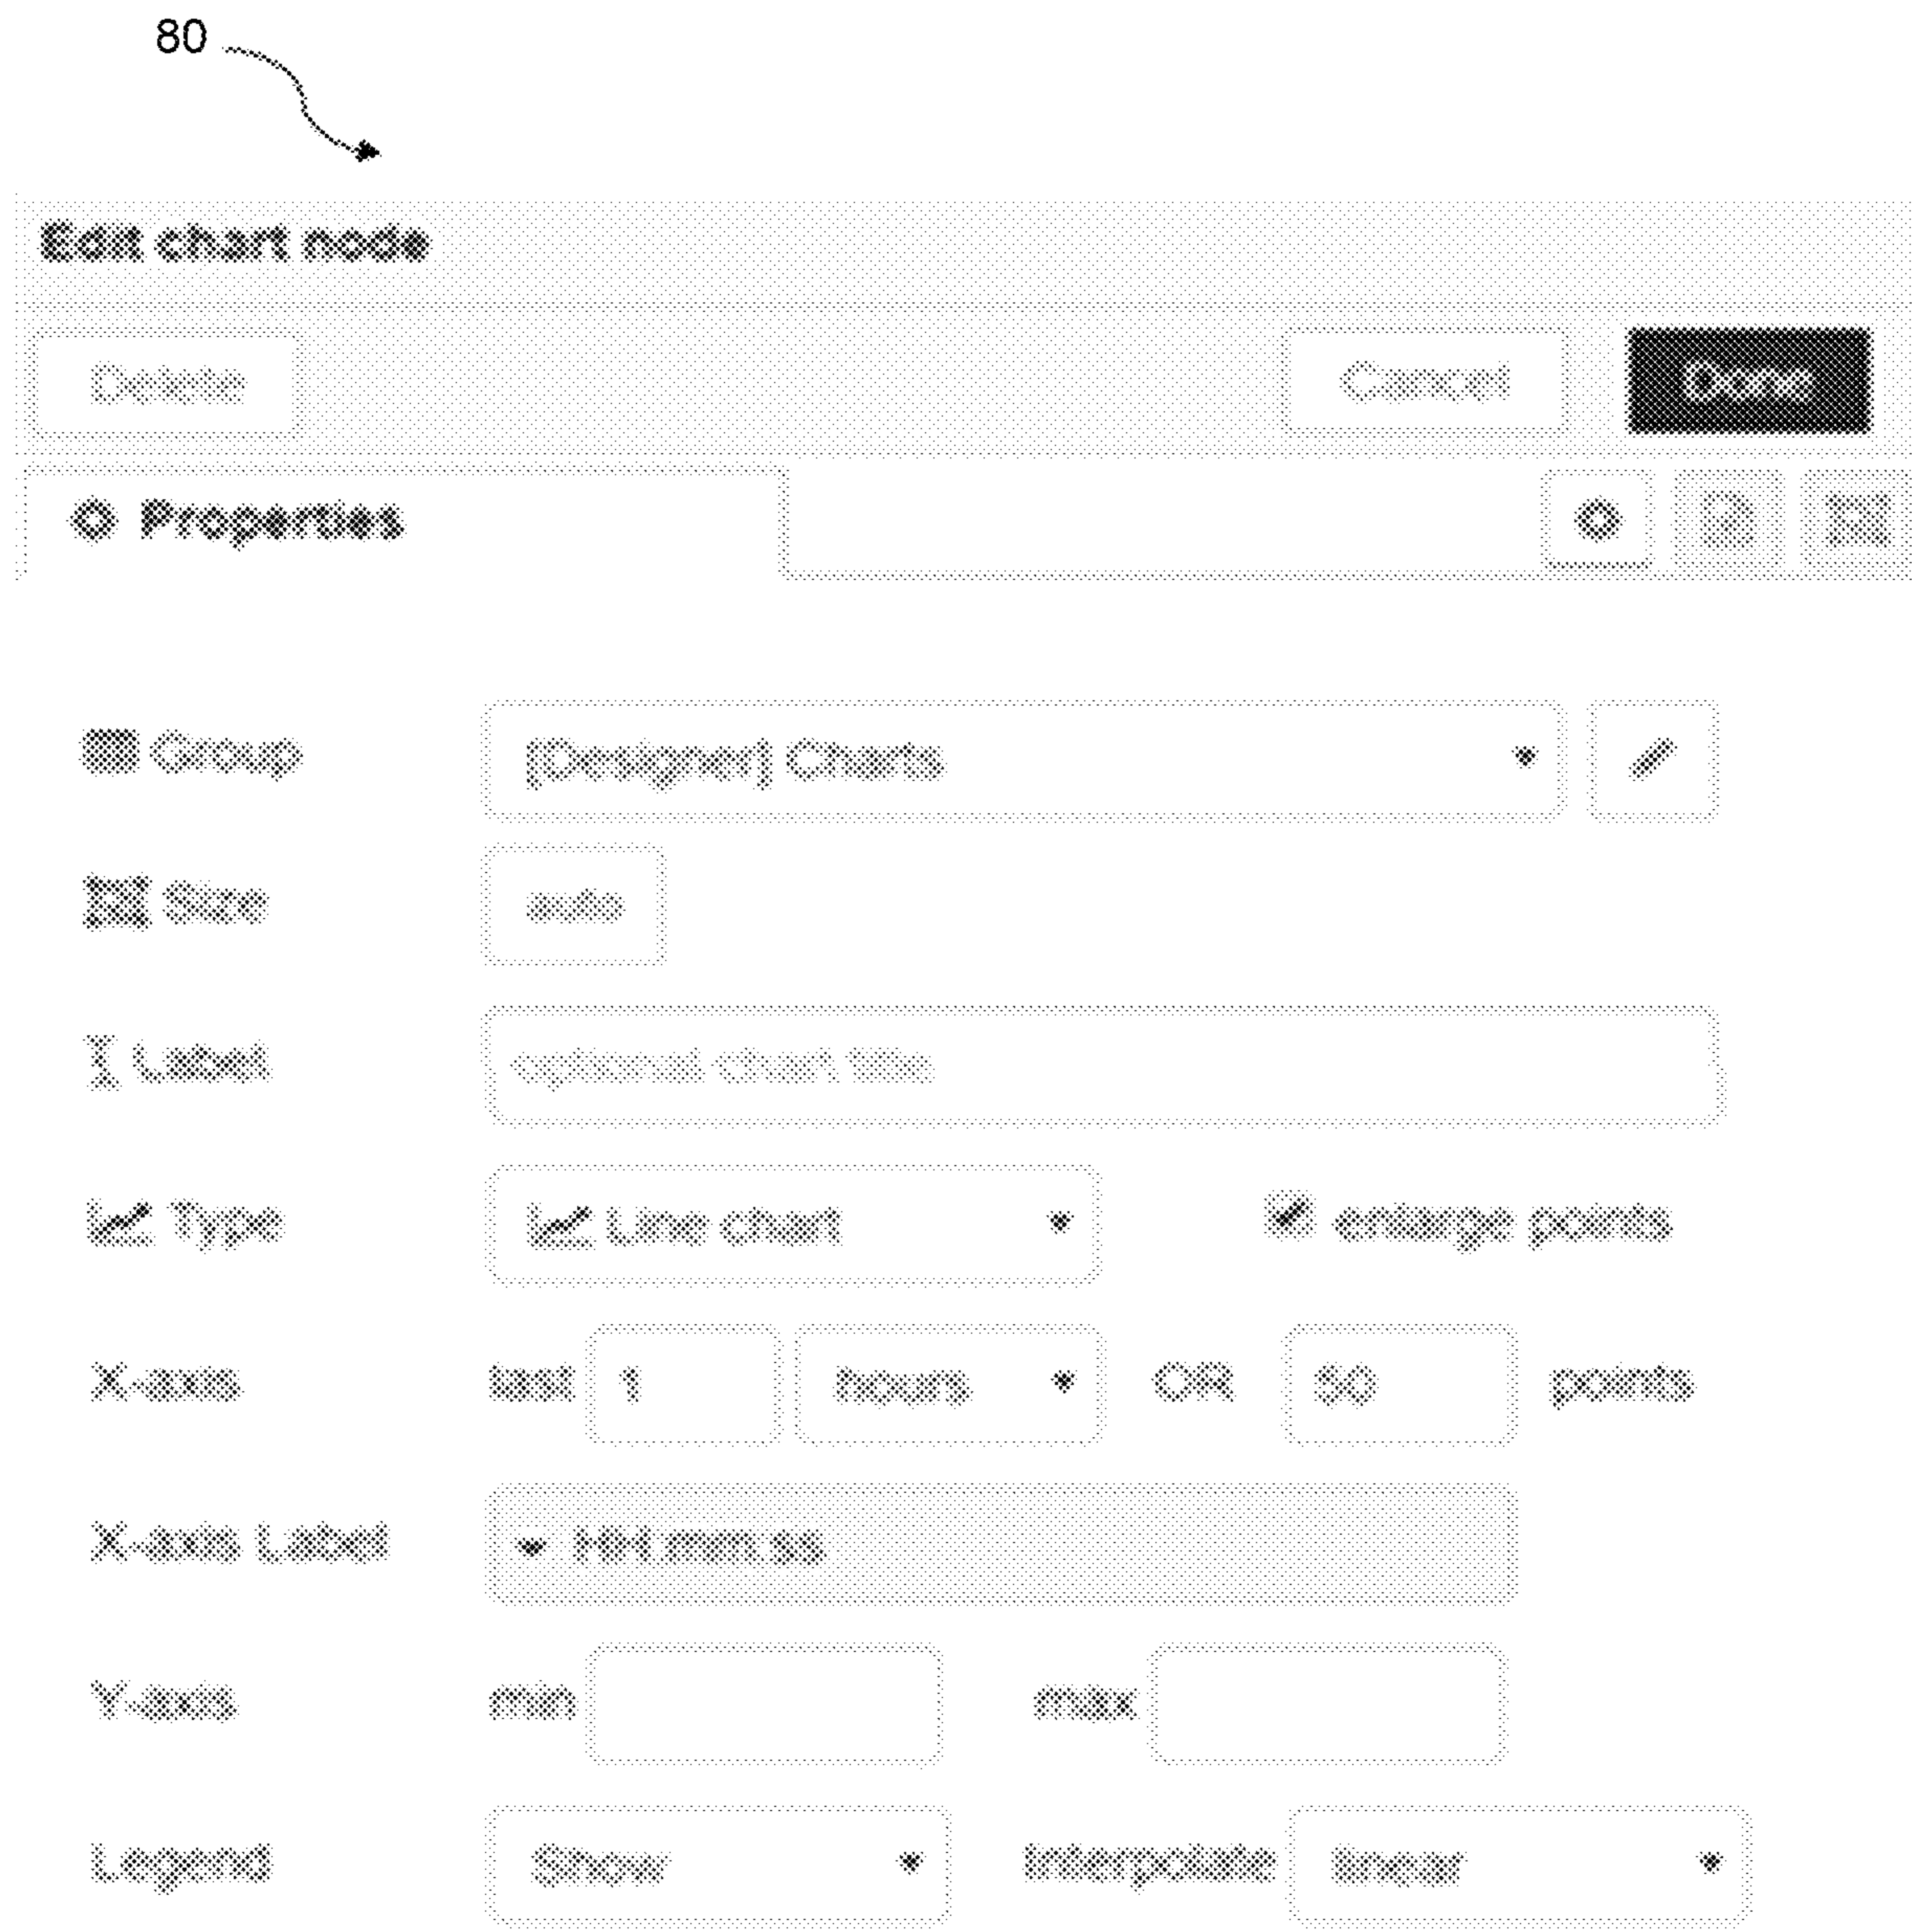 80
Edit chart node
Delete Cancel Done
Properties
Group [Designer] Charts
Size auto
Label optional chart title
Type Line chart enlarge points
X-axis last 1 hours OR 50 points
X-axis Label HH:mm:ss
Y-axis min max
Legend Show Interpolate linear